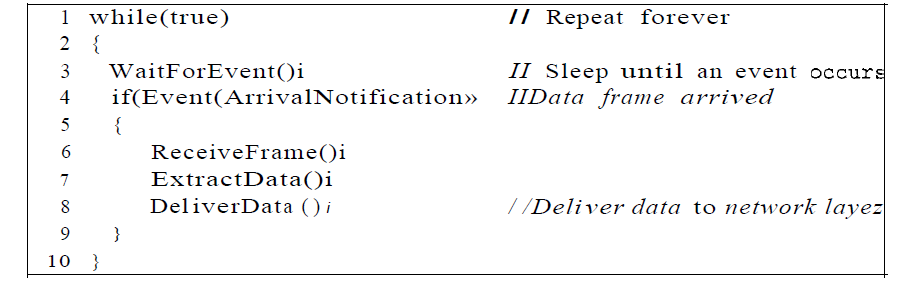 1 while(true) // Repeat forever
2 {
3 WaitForEvent()i II Sleep until an event occurs
4 if(Event(ArrivalNotification» IIData frame arrived
5 {
6 ReceiveFrame()i
7 ExtractData()i
8 DeliverData ()i //Deliver data to network layez
9 }
10 }